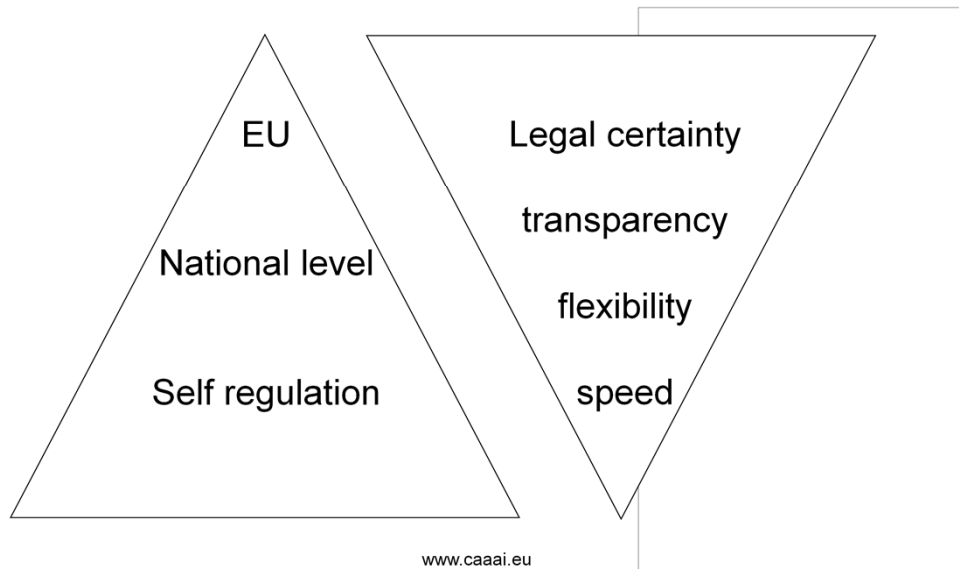 EU
National level
Self regulation
Legal certainty
transparency
flexibility
speed
www.caaai.eu